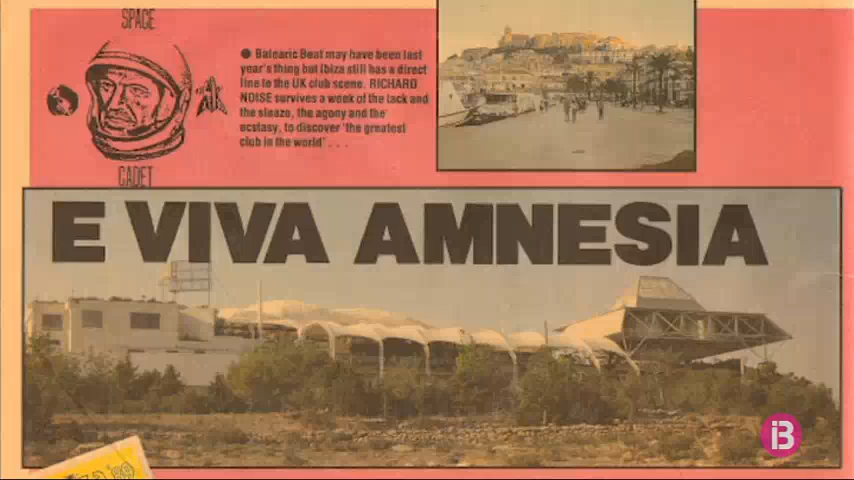 SPACE
CADET
● Balearic Beat may have been last
year's thing but Ibiza still has a direct
line to the UK club scene. RICHARD
NOISE survives a week of the tack and
the sleaze, the agony and the
ecstasy, to discover 'the greatest
club in the world' . . .
E VIVA AMNESIA
iB